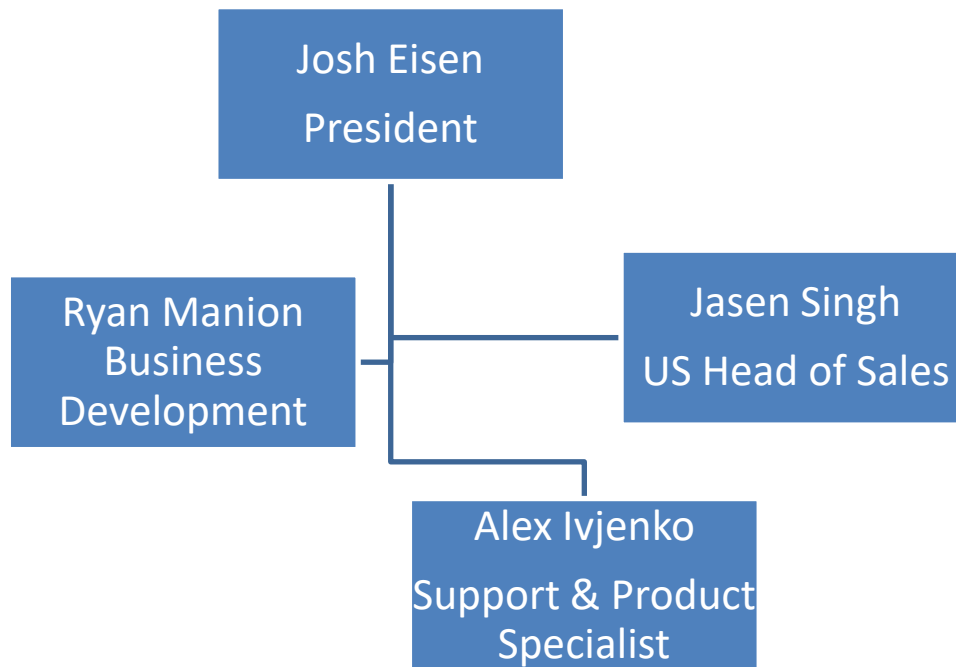 Josh Eisen
President
Ryan Manion
Business
Development
Jasen Singh
US Head of Sales
Alex Ivjenko
Support & Product
Specialist